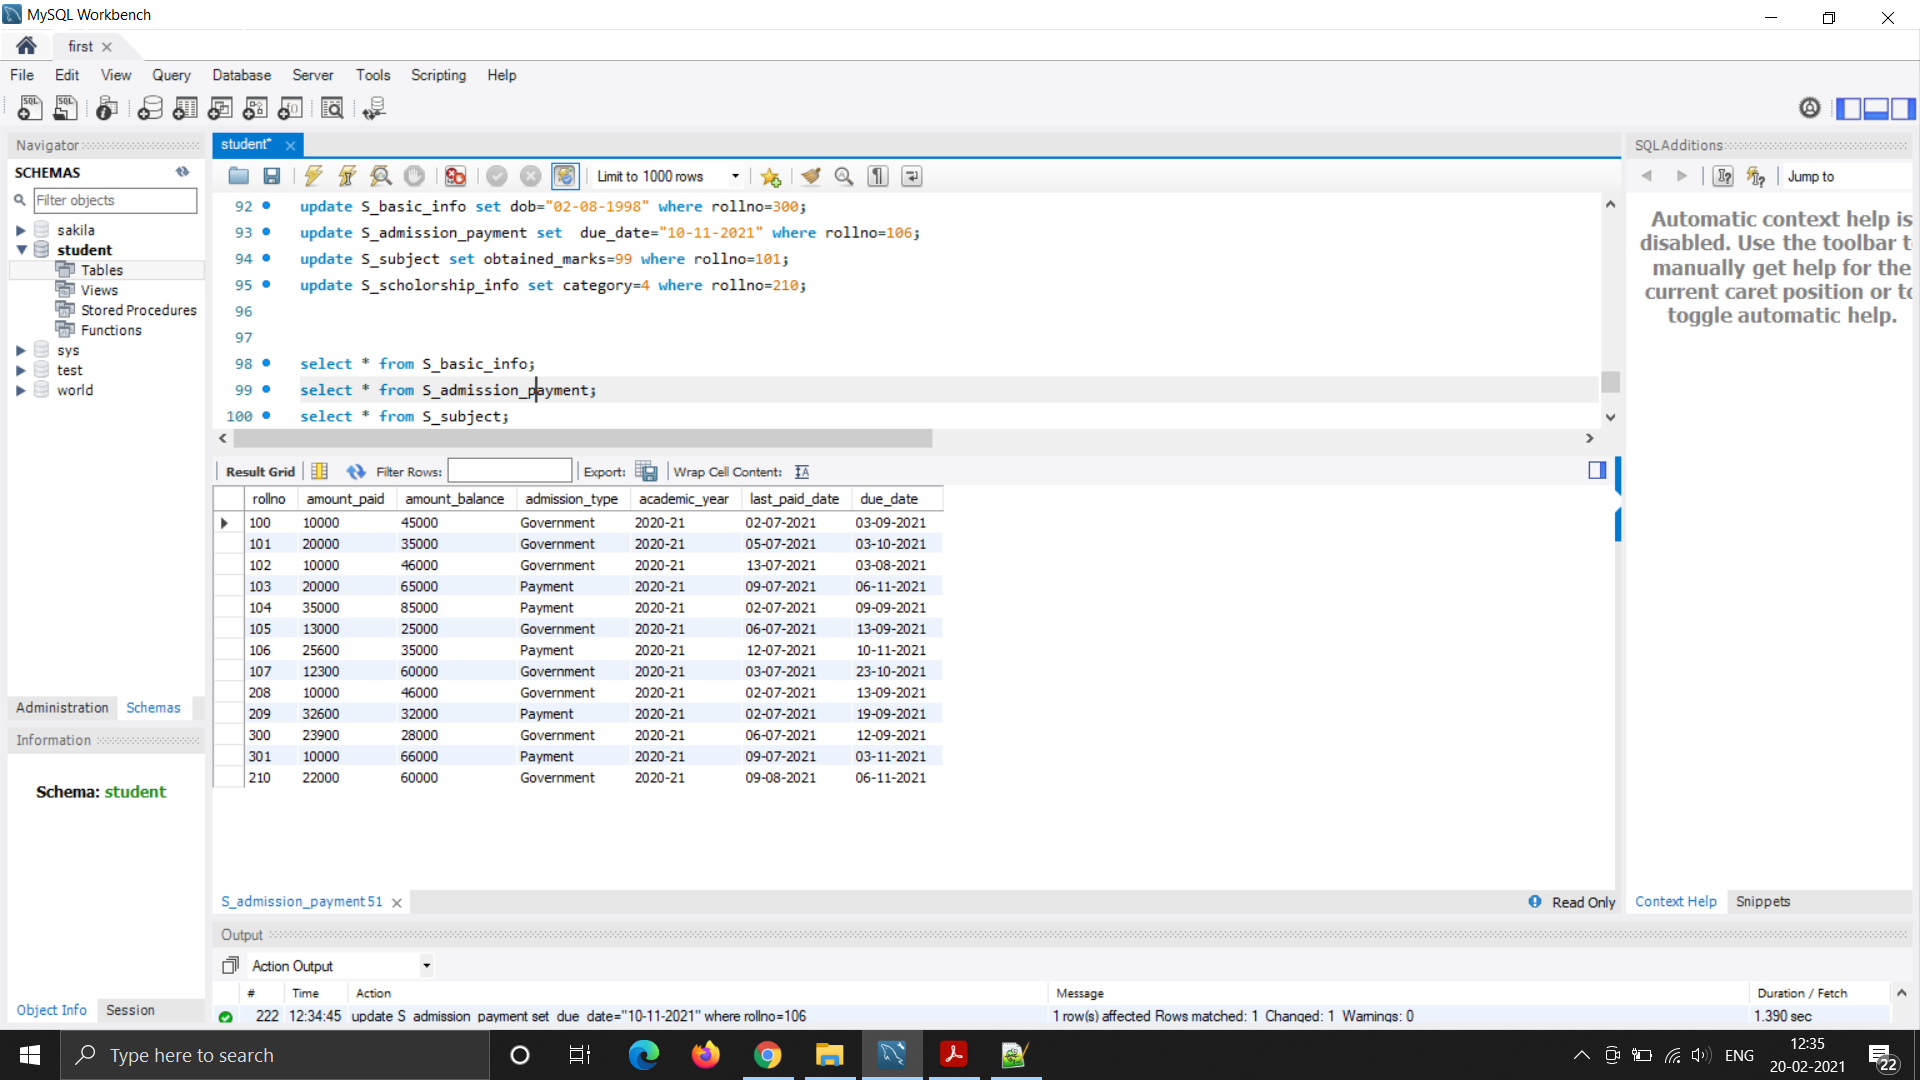 MySQL Workbench
first
File Edit View Query Database Server Tools Scripting Help
Navigator
SCHEMAS
Filter objects
sakila
student
Tables
Views
Stored Procedures
Functions
sys
test
world
Administration Schemas
Information
Schema: student
Object Info Session
student*
Limit to 1000 rows
92 update S_basic_info set dob="02-08-1998" where rollno=300;
93 update S_admission_payment set  due_date="10-11-2021" where rollno=106;
94 update S_subject set obtained_marks=99 where rollno=101;
95 update S_scholorship_info set category=4 where rollno=210;
96
97
98 select * from S_basic_info;
99 select * from S_admission_payment;
100 select * from S_subject;
Result Grid Filter Rows: Export: Wrap Cell Content:
rollno amount_paid amount_balance admission_type academic_year last_paid_date due_date
100 10000 45000 Government 2020-21 02-07-2021 03-09-2021
101 20000 35000 Government 2020-21 05-07-2021 03-10-2021
102 10000 46000 Government 2020-21 13-07-2021 03-08-2021
103 20000 65000 Payment 2020-21 09-07-2021 06-11-2021
104 35000 85000 Payment 2020-21 02-07-2021 09-09-2021
105 13000 25000 Government 2020-21 06-07-2021 13-09-2021
106 25600 35000 Payment 2020-21 12-07-2021 10-11-2021
107 12300 60000 Government 2020-21 03-07-2021 23-10-2021
208 10000 46000 Government 2020-21 02-07-2021 13-09-2021
209 32600 32000 Payment 2020-21 02-07-2021 19-09-2021
300 23900 28000 Government 2020-21 06-07-2021 12-09-2021
301 10000 66000 Payment 2020-21 09-07-2021 03-11-2021
210 22000 60000 Government 2020-21 09-08-2021 06-11-2021
S_admission_payment 51
Read Only
SQLAdditions
Jump to
Automatic context help is
disabled. Use the toolbar t
manually get help for the
current caret position or to
toggle automatic help.
Context Help Snippets
Output
Action Output
# Time Action Message Duration / Fetch
222 12:34:45 update S_admission_payment set due_date="10-11-2021" where rollno=106 1 row(s) affected Rows matched: 1 Changed: 1 Warnings: 0 1.390 sec
Type here to search
ENG
12:35
20-02-2021
22